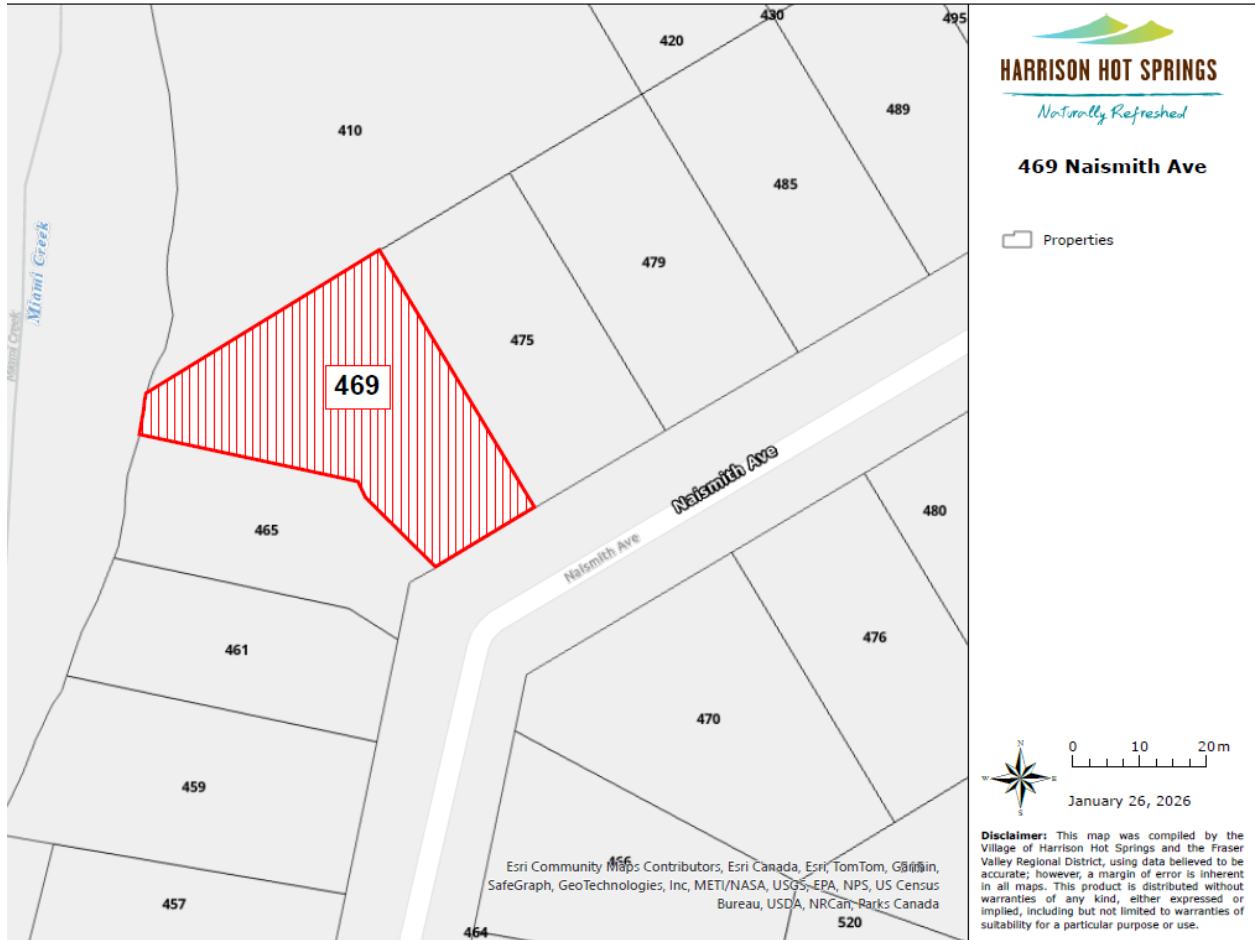 430
495
420
489
410
485
479
475
469
465
461
459
457
470
476
480
466
464
520
Miami Creek
Miami Creek
Naismith Ave
Naismith Ave
Esri Community Maps Contributors, Esri Canada, Esri, TomTom, Garmin,
SafeGraph, GeoTechnologies, Inc, METI/NASA, USGS, EPA, NPS, US Census
Bureau, USDA, NRCan, Parks Canada
HARRISON HOT SPRINGS
Naturally Refreshed
469 Naismith Ave
Properties
N
W
E
S
0 10 20m
January 26, 2026
Disclaimer: This map was compiled by the
Village of Harrison Hot Springs and the Fraser
Valley Regional District, using data believed to be
accurate; however, a margin of error is inherent
in all maps. This product is distributed without
warranties of any kind, either expressed or
implied, including but not limited to warranties of
suitability for a particular purpose or use.